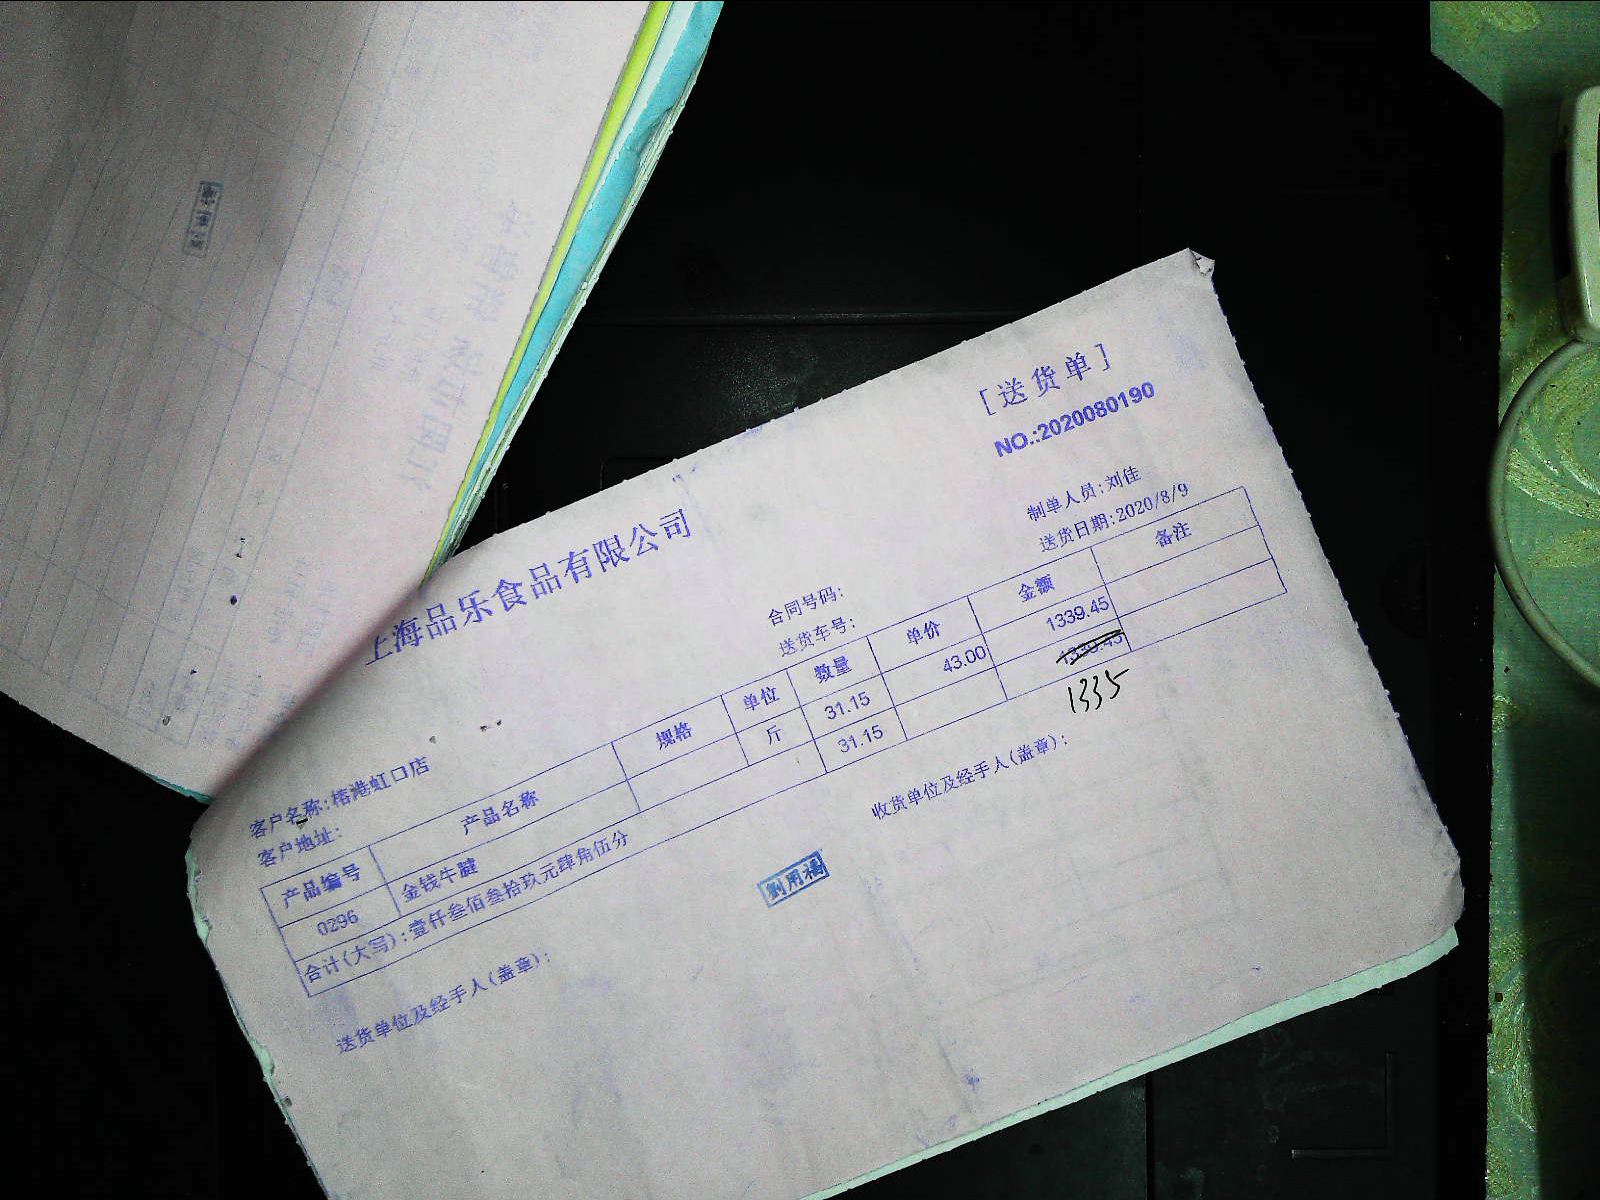 上海品乐食品有限公司
[送货单]
NO.:2020080190
制单人员:刘佳
合同号码:
送货日期:2020/8/9
送货车号:
客户名称:椿港虹口店
客户地址:
产品编号 产品名称 规格 单位 数量 单价 金额 备注
0296 金钱牛腱 斤 31.15 43.00 1339.45
合计(大写):壹仟叁佰叁拾玖元肆角伍分 31.15 1339.45
1335
送货单位及经手人(盖章):
收货单位及经手人(盖章):
劉用禧